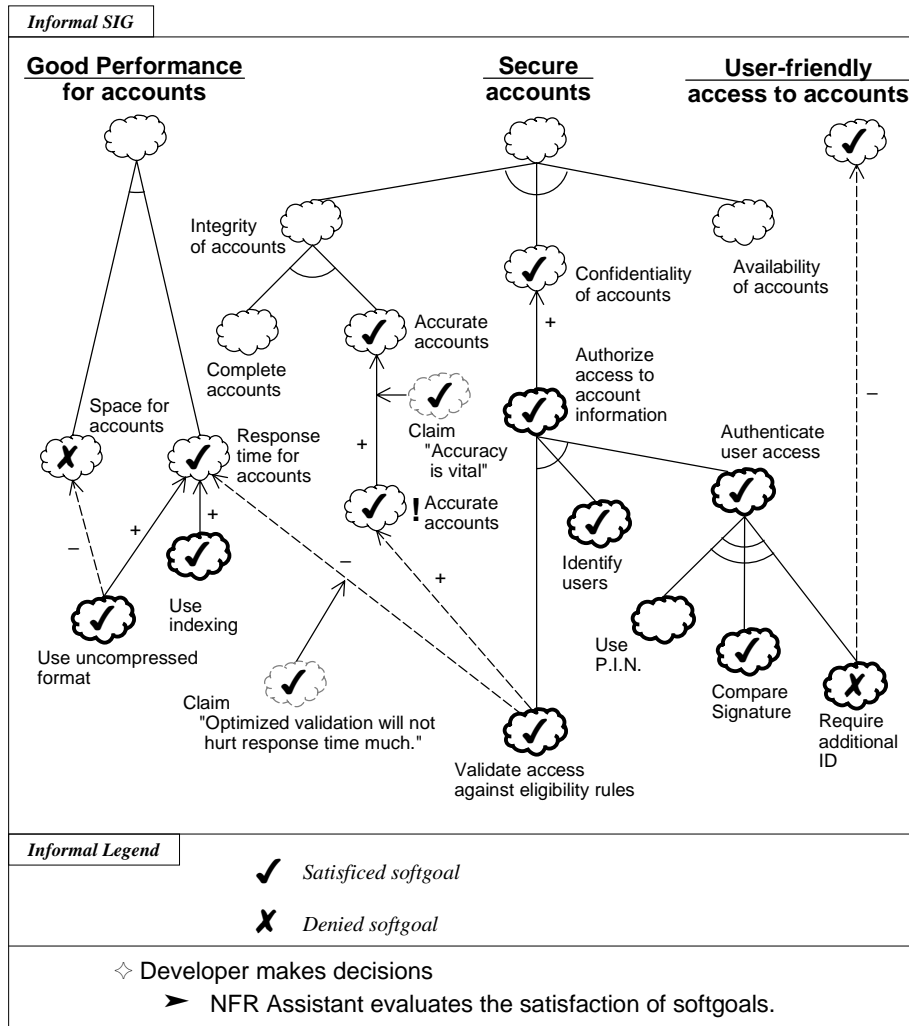 Informal SIG
Good Performance
for accounts
Secure
accounts
User-friendly
access to accounts
Integrity
of accounts
Confidentiality
of accounts
Availability
of accounts
+
Complete
accounts
Accurate
accounts
Authorize
access to
account
information
–
Space for
accounts
Response
time for
accounts
Claim
"Accuracy
is vital"
+
Authenticate
user access
! Accurate
accounts
+
+
–
–
+
Identify
users
Use
indexing
Use uncompressed
format
Use
P.I.N.
Compare
Signature
Require
additional
ID
Claim
"Optimized validation will not
hurt response time much."
Validate access
against eligibility rules
Informal Legend
Satisficed softgoal
Denied softgoal
Developer makes decisions
NFR Assistant evaluates the satisfaction of softgoals.